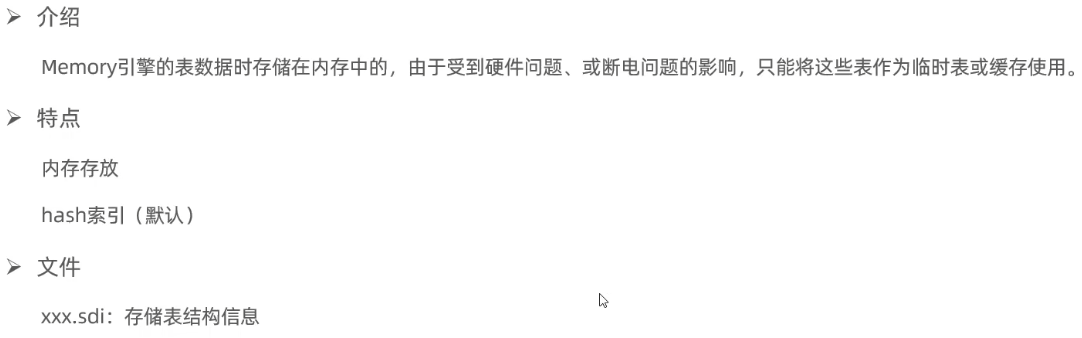 ➢ 介绍
Memory引擎的表数据时存储在内存中的，由于受到硬件问题、或断电问题的影响，只能将这些表作为临时表或缓存使用。
➢ 特点
内存存放
hash索引（默认）
➢ 文件
xxx.sdi：存储表结构信息